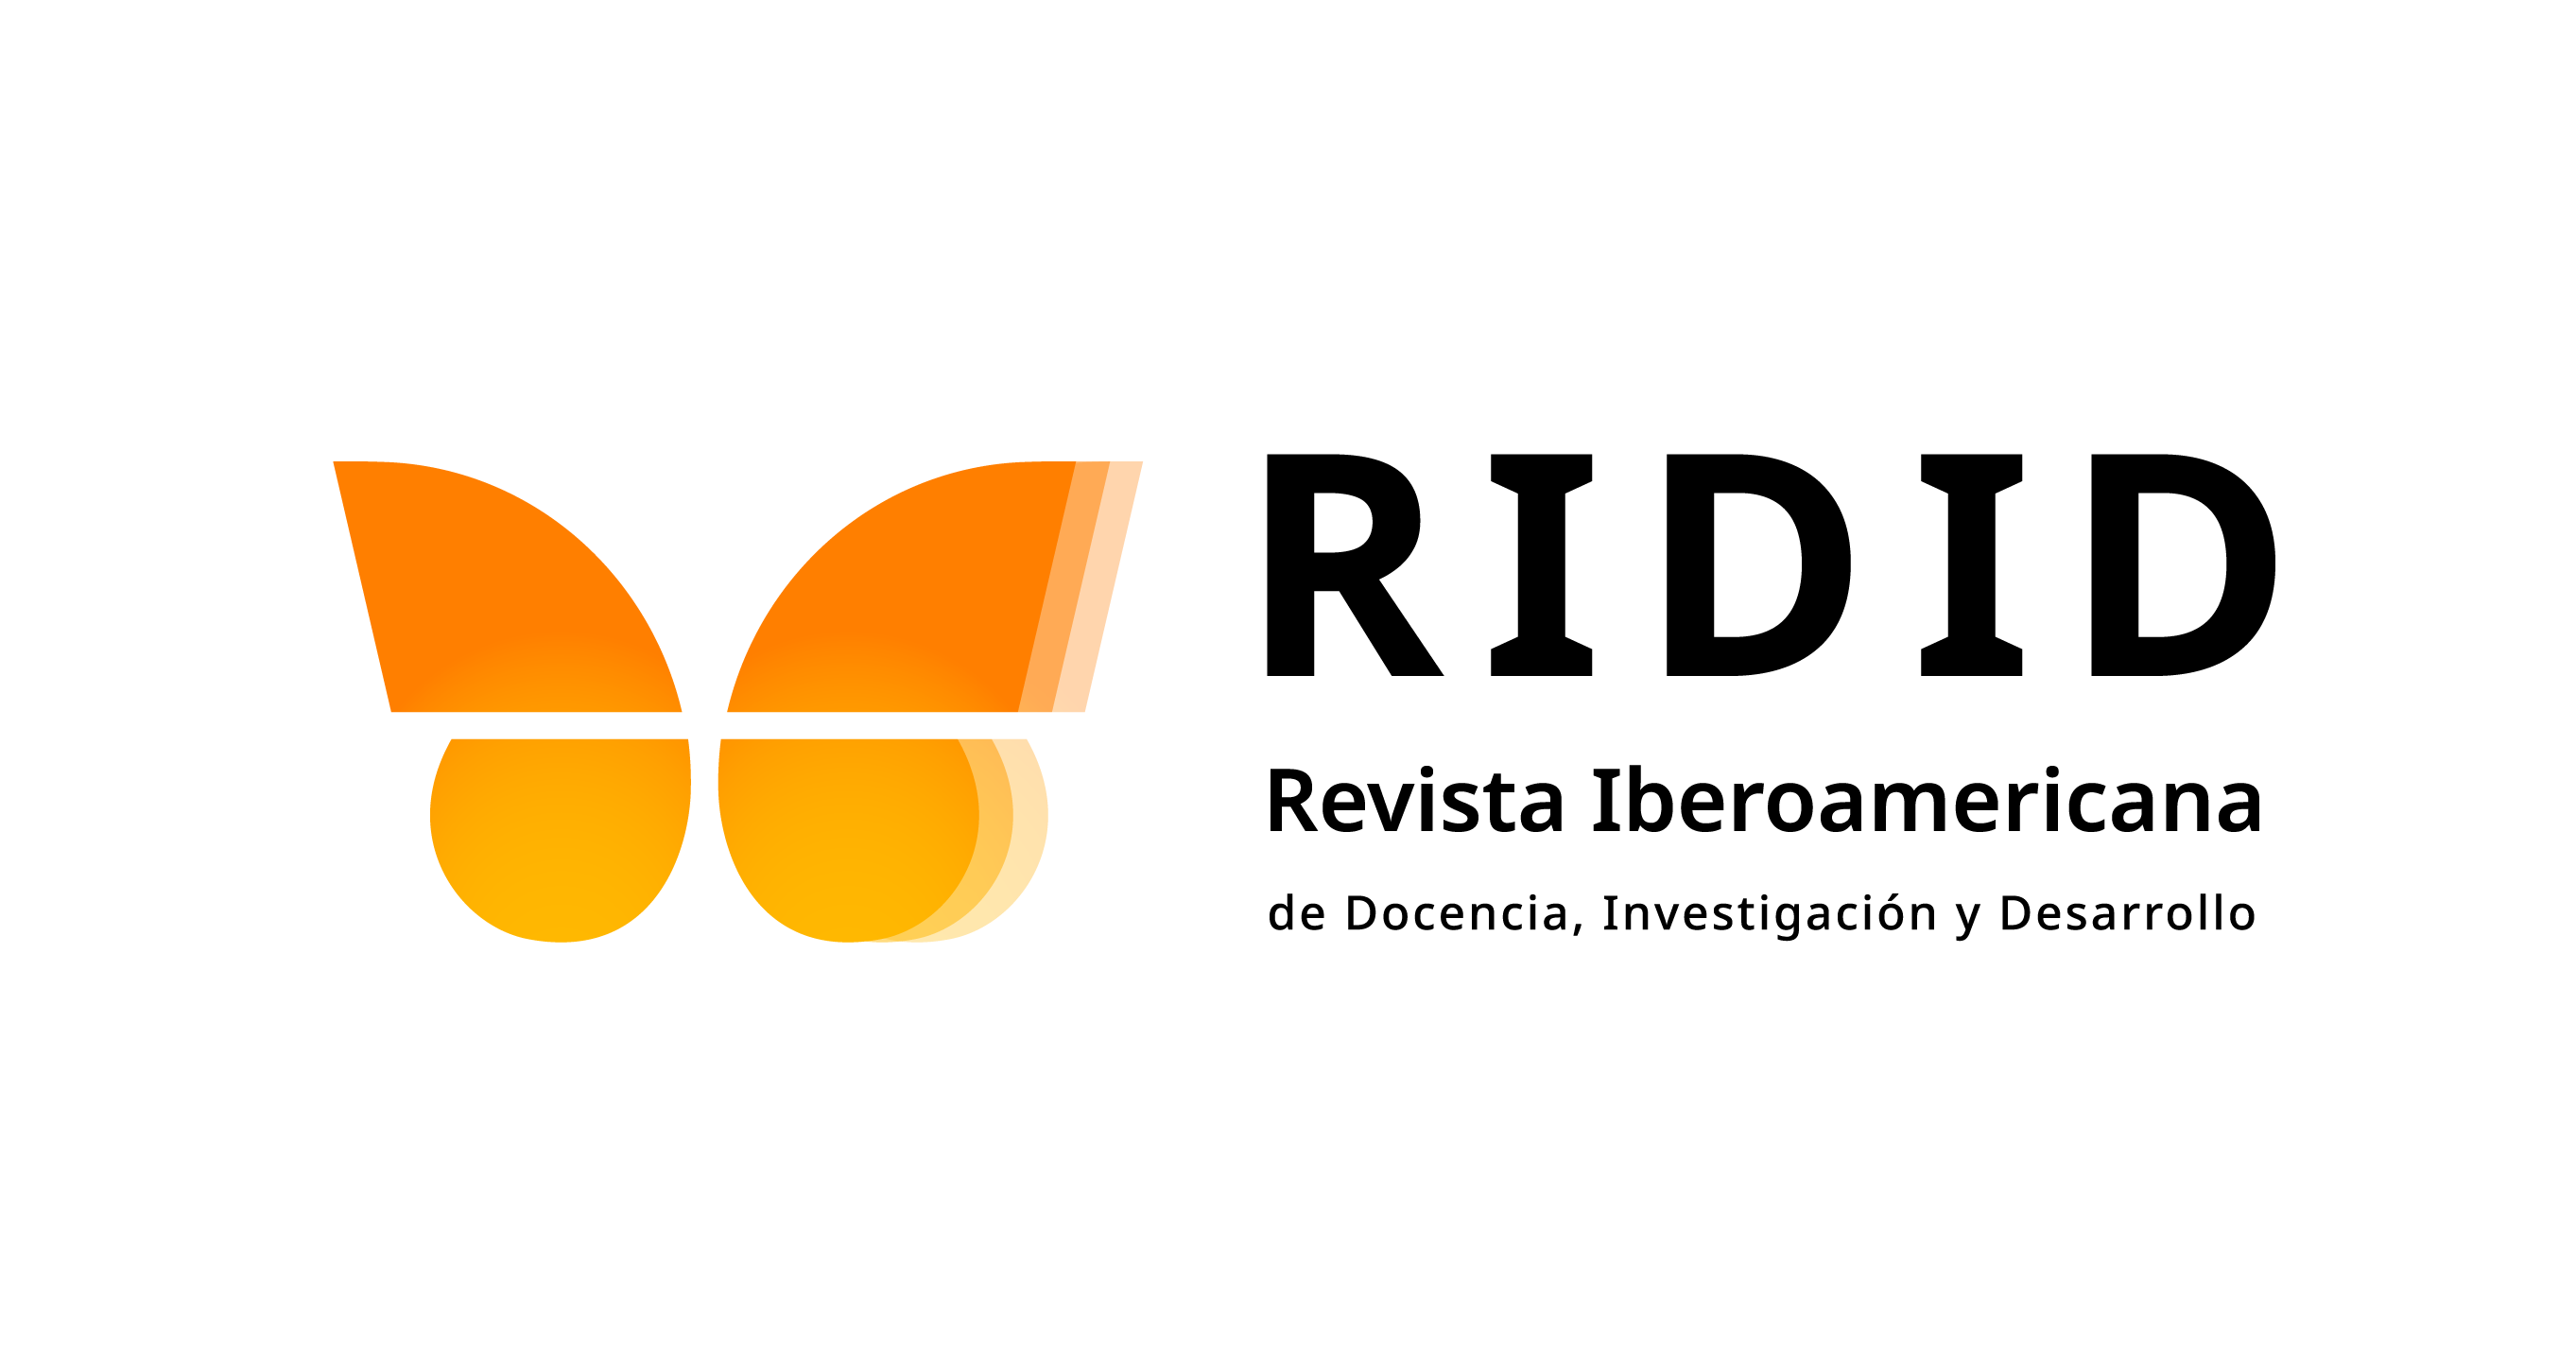 RIDID
Revista Iberoamericana
de Docencia, Investigación y Desarrollo